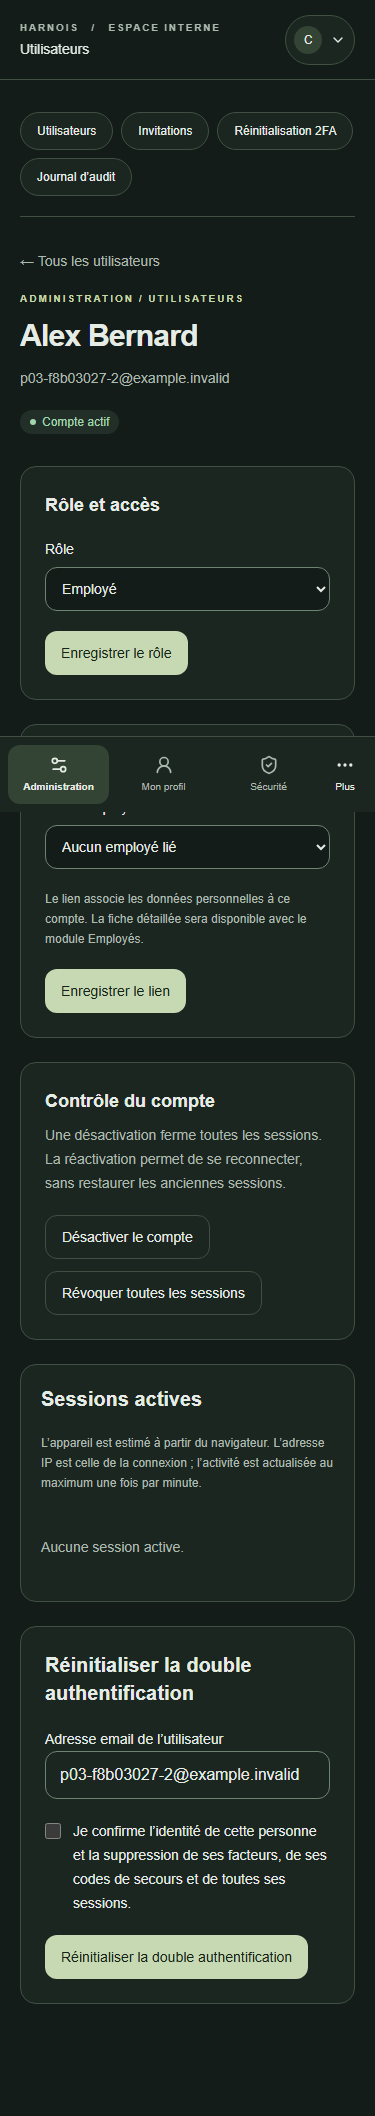 HARNOIS / ESPACE INTERNE
Utilisateurs
C
Utilisateurs
Invitations
Réinitialisation 2FA
Journal d'audit
← Tous les utilisateurs
ADMINISTRATION / UTILISATEURS
Alex Bernard
p03-f8b03027-2@example.invalid
Compte actif
Rôle et accès
Rôle
Employé
Enregistrer le rôle
Administration
Mon profil
Sécurité
Plus
Aucun employé lié
Le lien associe les données personnelles à ce
compte. La fiche détaillée sera disponible avec le
module Employés.
Enregistrer le lien
Contrôle du compte
Une désactivation ferme toutes les sessions.
La réactivation permet de se reconnecter,
sans restaurer les anciennes sessions.
Désactiver le compte
Révoquer toutes les sessions
Sessions actives
L'appareil est estimé à partir du navigateur. L'adresse
IP est celle de la connexion ; l'activité est actualisée au
maximum une fois par minute.
Aucune session active.
Réinitialiser la double
authentification
Adresse email de l'utilisateur
p03-f8b03027-2@example.invalid
Je confirme l'identité de cette personne
et la suppression de ses facteurs, de ses
codes de secours et de toutes ses
sessions.
Réinitialiser la double authentification